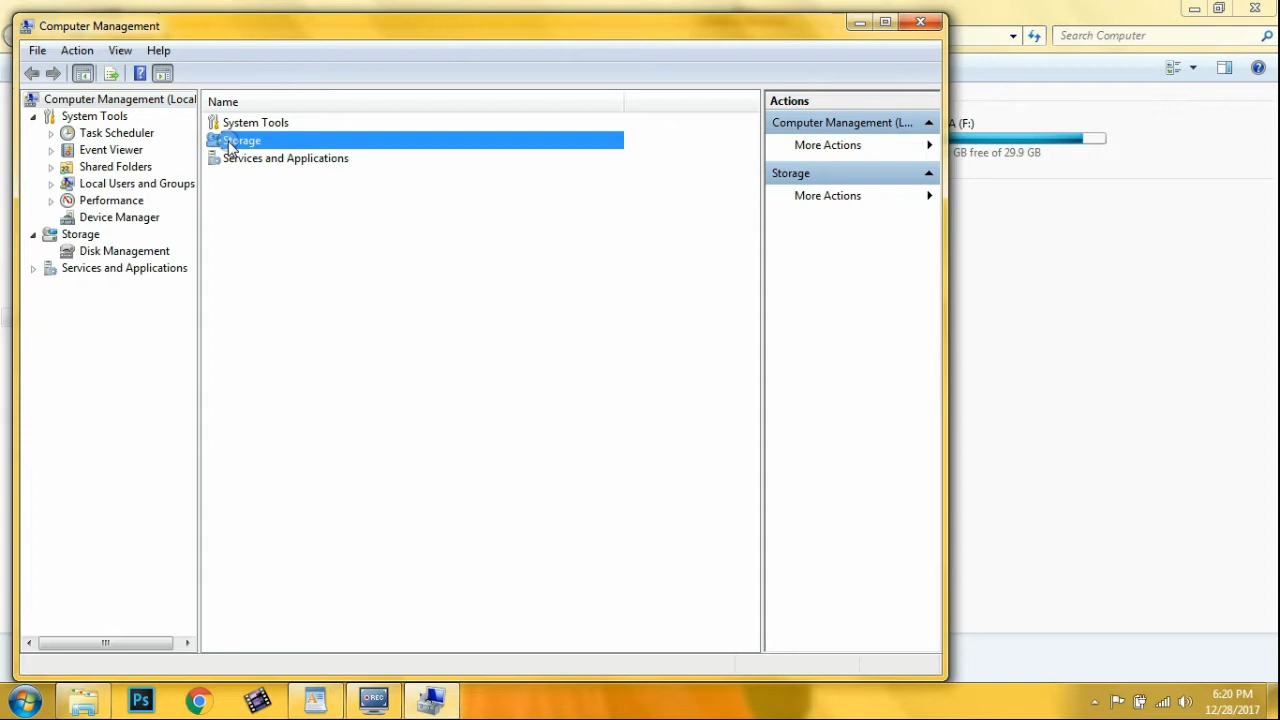 Computer Management
File Action View Help
Search Computer
Computer Management (Local
System Tools
Task Scheduler
Event Viewer
Shared Folders
Local Users and Groups
Performance
Device Manager
Storage
Disk Management
Services and Applications
Name
System Tools
Storage
Services and Applications
Actions
Computer Management (L...
More Actions
Storage
More Actions
A (F:)
GB free of 29.9 GB
Ps
REC
6:20 PM
12/28/2017